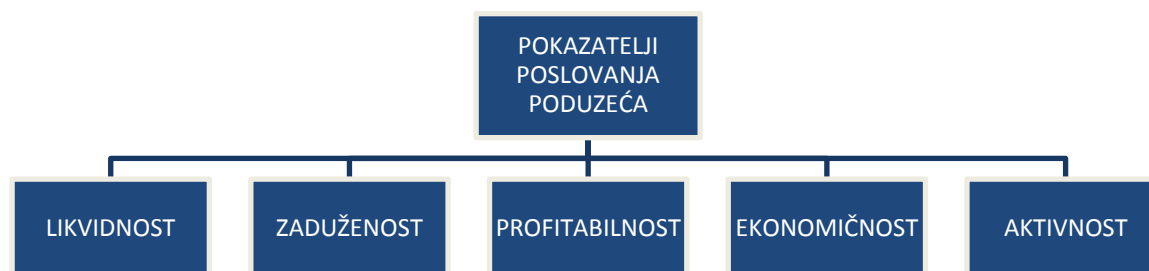 POKAZATELJI
POSLOVANJA
PODUZEĆA
LIKVIDNOST
ZADUŽENOST
PROFITABILNOST
EKONOMIČNOST
AKTIVNOST